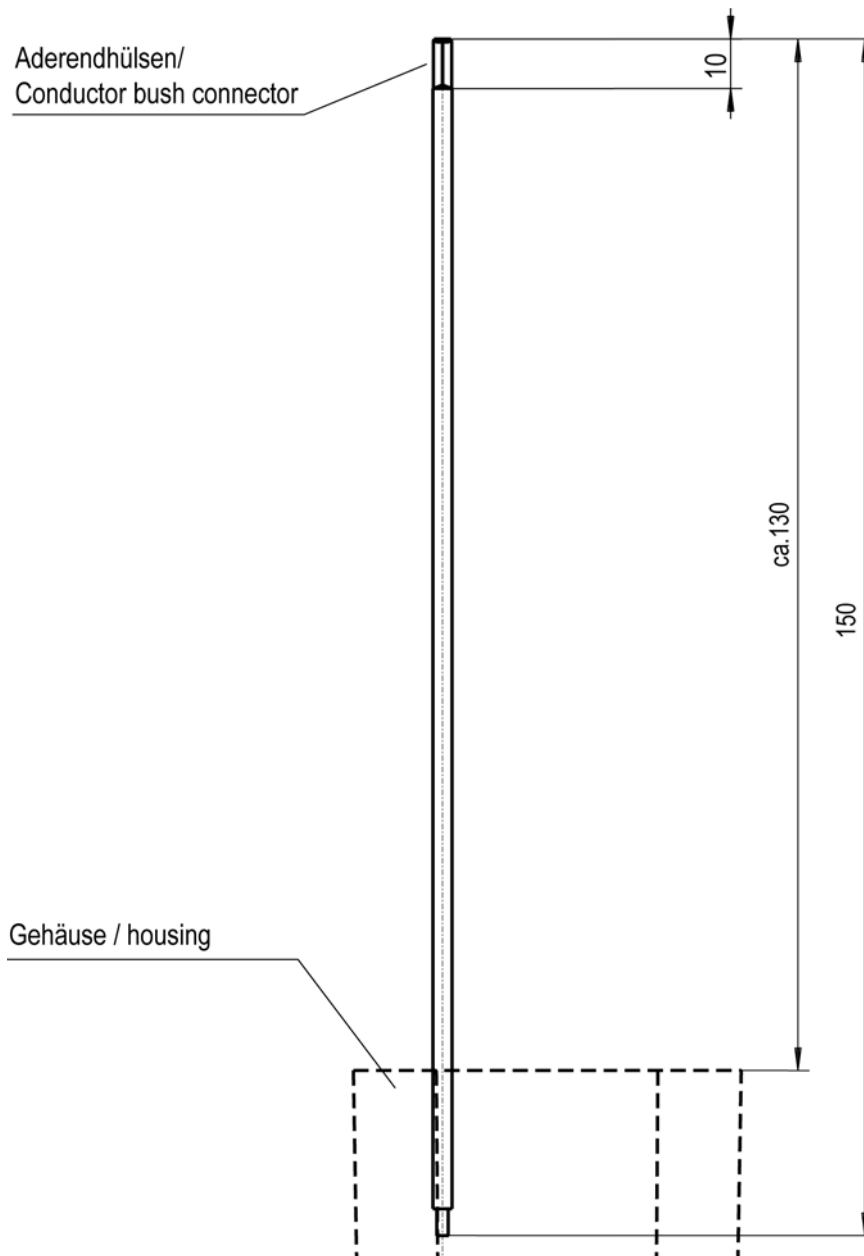 Aderendhülsen/
Conductor bush connector
10
ca.130
150
Gehäuse / housing